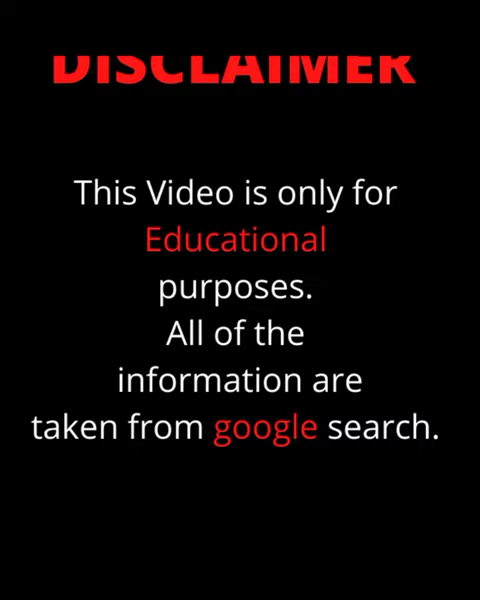 DISCLAIMER
This Video is only for
Educational
purposes.
All of the
information are
taken from google search.